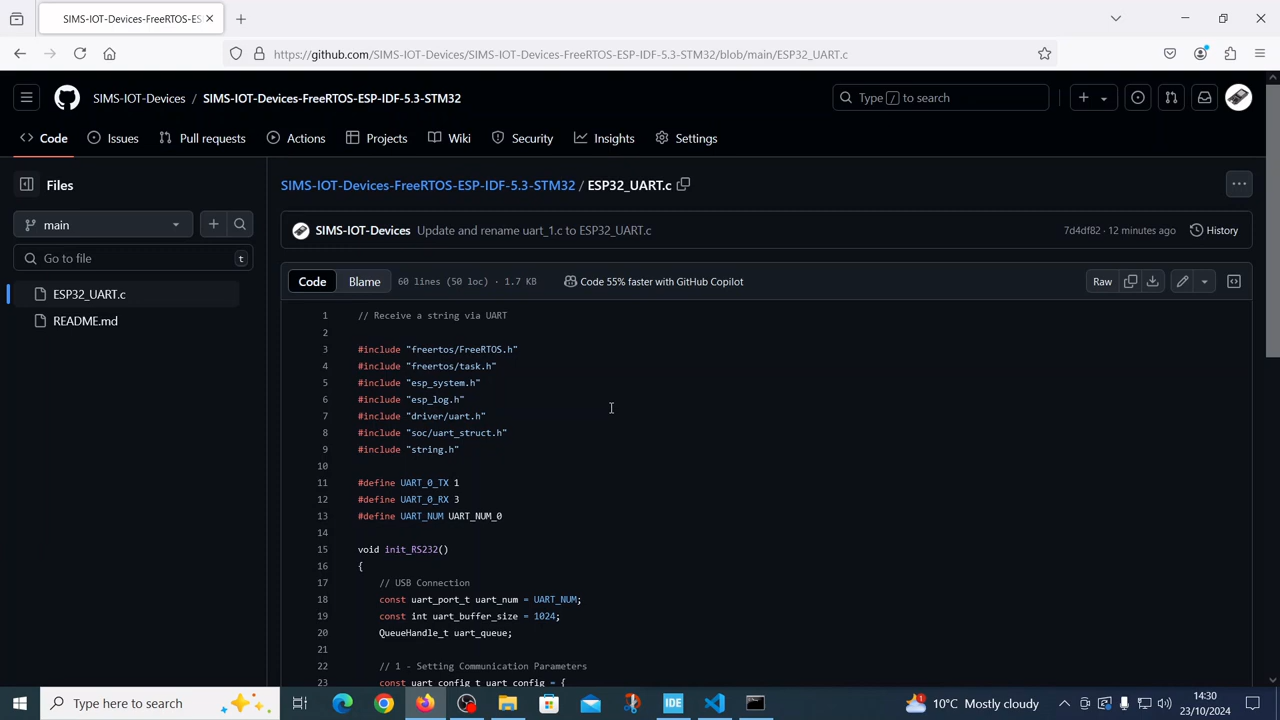 SIMS-IOT-Devices-FreeRTOS-ES
https://github.com/SIMS-IOT-Devices/SIMS-IOT-Devices-FreeRTOS-ESP-IDF-5.3-STM32/blob/main/ESP32_UART.c
SIMS-IOT-Devices / SIMS-IOT-Devices-FreeRTOS-ESP-IDF-5.3-STM32
Type / to search
Code Issues Pull requests Actions Projects Wiki Security Insights Settings
Files
main
Go to file t
ESP32_UART.c
README.md
SIMS-IOT-Devices-FreeRTOS-ESP-IDF-5.3-STM32 / ESP32_UART.c
SIMS-IOT-Devices Update and rename uart_1.c to ESP32_UART.c 7d4df82 · 12 minutes ago History
Code Blame 60 lines (50 loc) · 1.7 KB Code 55% faster with GitHub Copilot Raw
1 // Receive a string via UART
2
3 #include "freertos/FreeRTOS.h"
4 #include "freertos/task.h"
5 #include "esp_system.h"
6 #include "esp_log.h"
7 #include "driver/uart.h"
8 #include "soc/uart_struct.h"
9 #include "string.h"
10
11 #define UART_0_TX 1
12 #define UART_0_RX 3
13 #define UART_NUM UART_NUM_0
14
15 void init_RS232()
16 {
17 // USB Connection
18 const uart_port_t uart_num = UART_NUM;
19 const int uart_buffer_size = 1024;
20 QueueHandle_t uart_queue;
21
22 // 1 - Setting Communication Parameters
23 const uart_config_t uart_config = {
Type here to search
IDE
1
10°C Mostly cloudy
14:30
23/10/2024